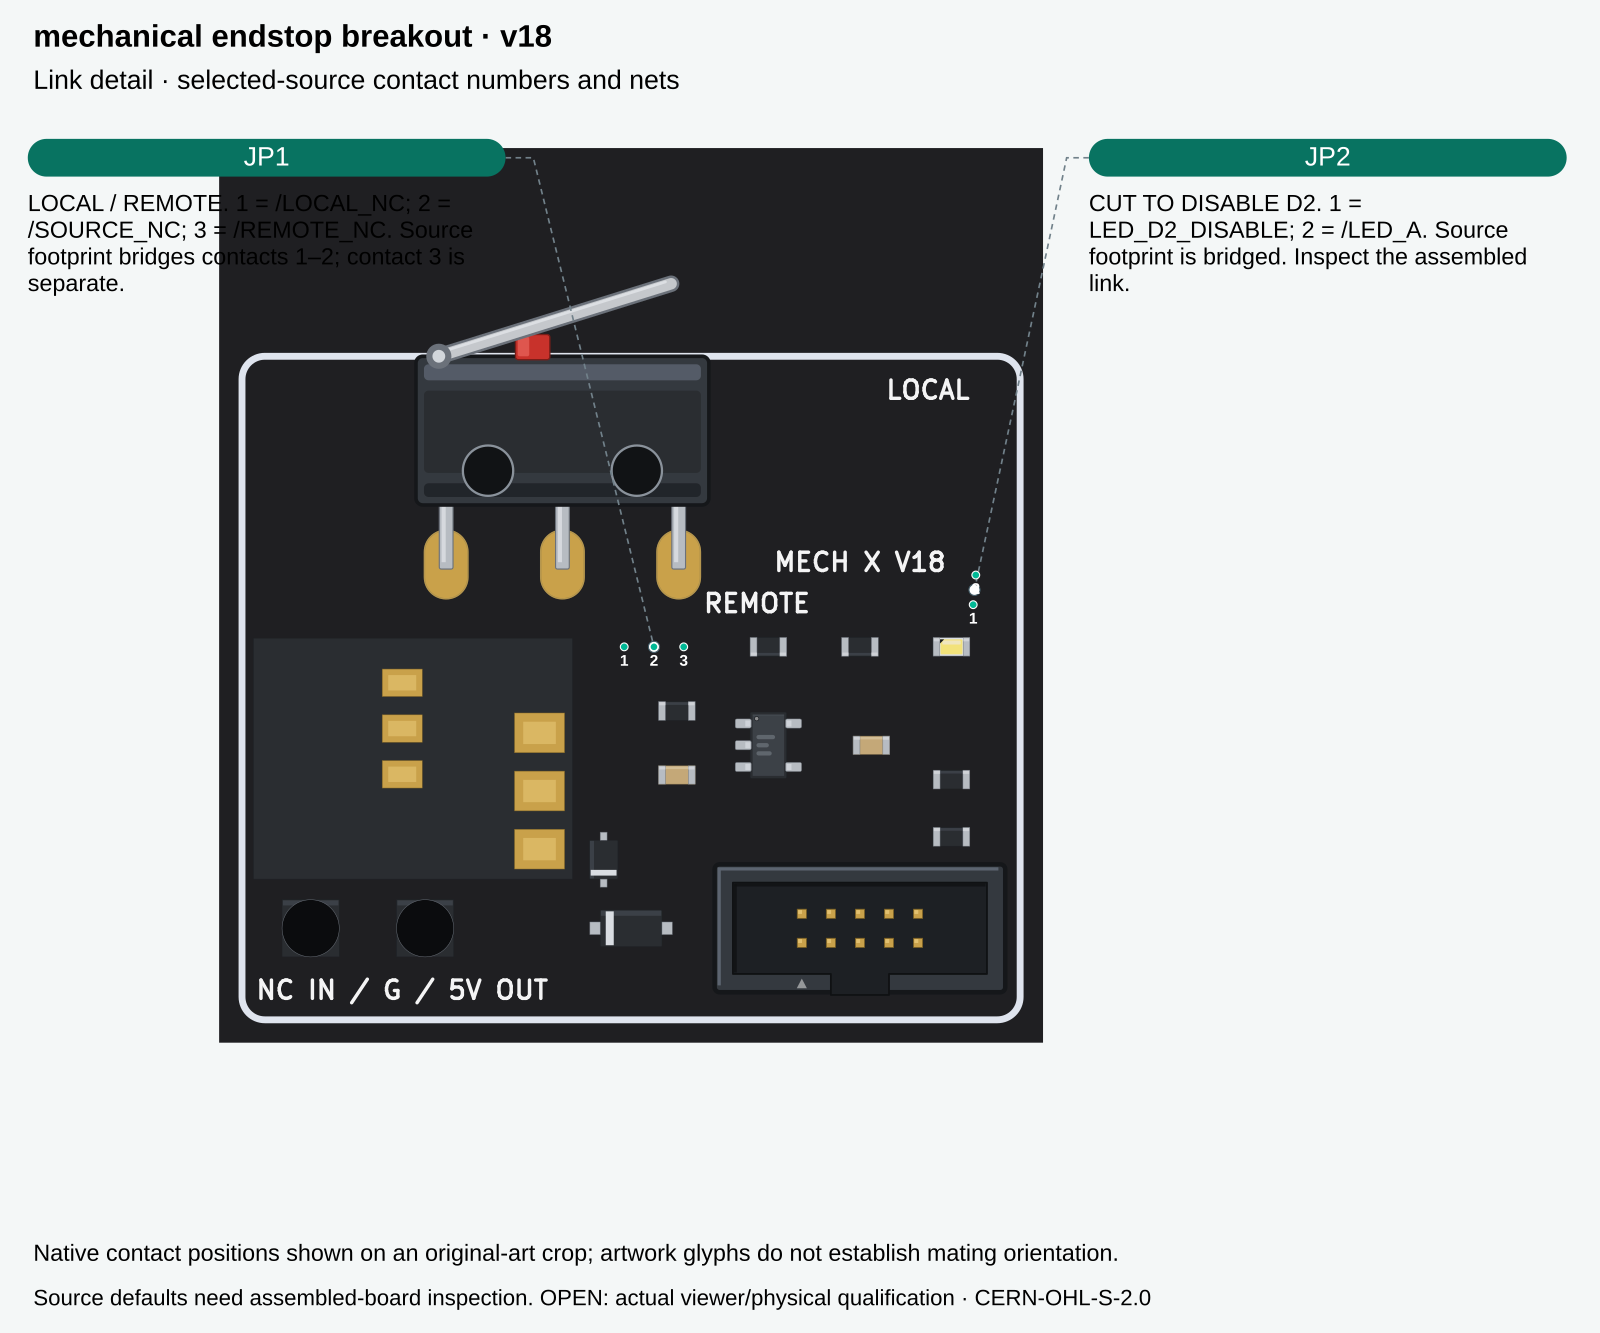 mechanical endstop breakout · v18
Link detail · selected-source contact numbers and nets
JP1
LOCAL / REMOTE. 1 = /LOCAL_NC; 2 =
/SOURCE_NC; 3 = /REMOTE_NC. Source
footprint bridges contacts 1–2; contact 3 is
separate.
JP2
CUT TO DISABLE D2. 1 =
LED_D2_DISABLE; 2 = /LED_A. Source
footprint is bridged. Inspect the assembled
link.
LOCAL
MECH X V18
REMOTE
1
1 2 3
NC IN / G / 5V OUT
Native contact positions shown on an original-art crop; artwork glyphs do not establish mating orientation.
Source defaults need assembled-board inspection. OPEN: actual viewer/physical qualification · CERN-OHL-S-2.0